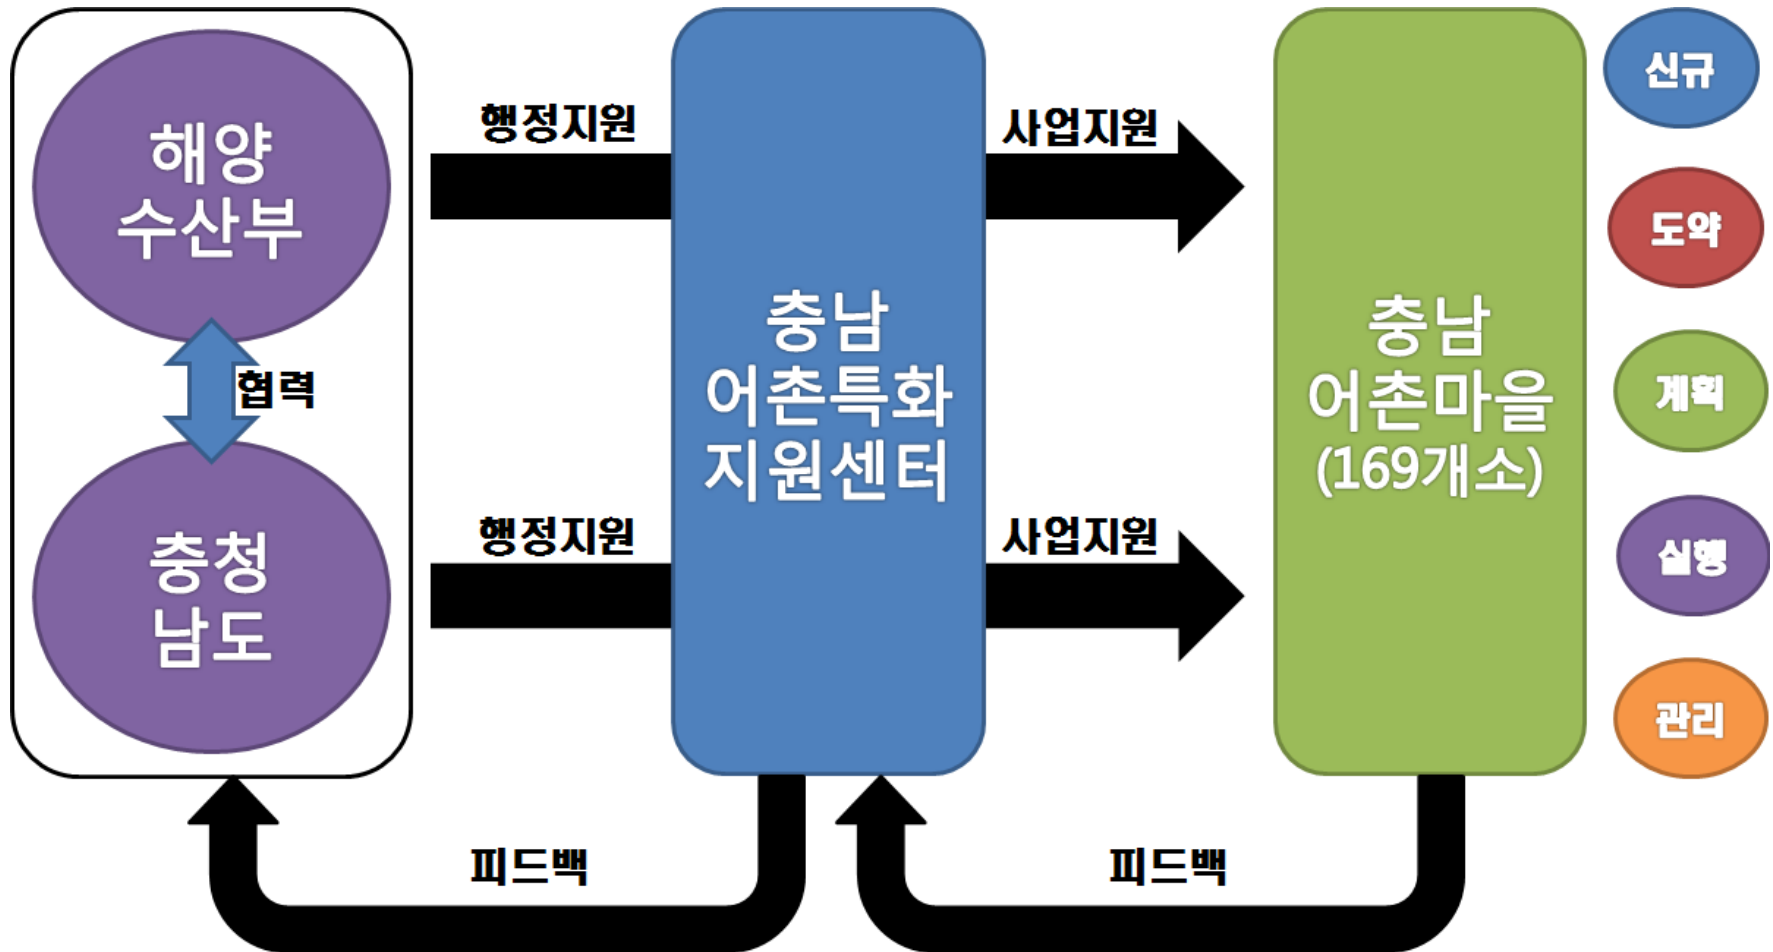 해양
수산부
협력
충청
남도
행정지원
행정지원
충남
어촌특화
지원센터
사업지원
사업지원
충남
어촌마을
(169개소)
신규
도약
계획
실행
관리
피드백
피드백